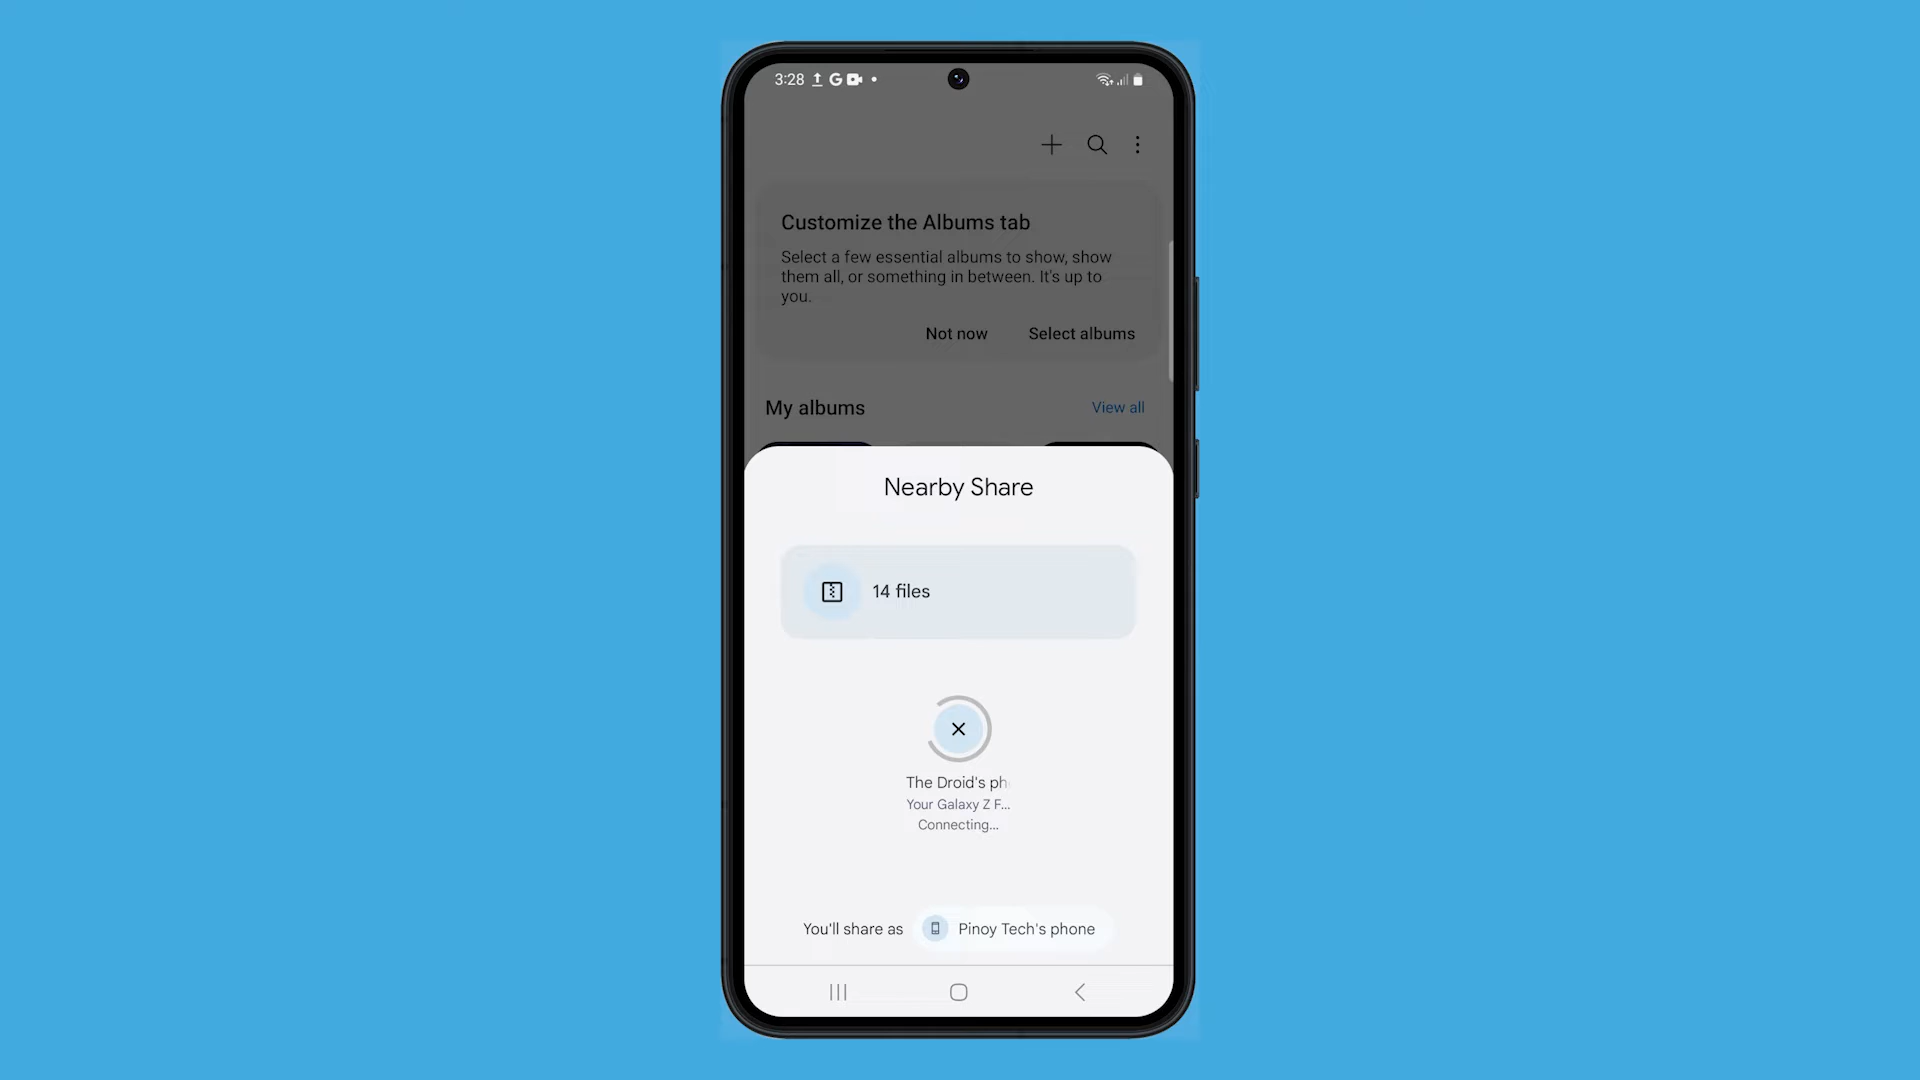 3:28
Customize the Albums tab
Select a few essential albums to show, show
them all, or something in between. It's up to
you.
Not now Select albums
My albums View all
Nearby Share
14 files
The Droid's ph
Your Galaxy Z F...
Connecting...
You'll share as Pinoy Tech's phone